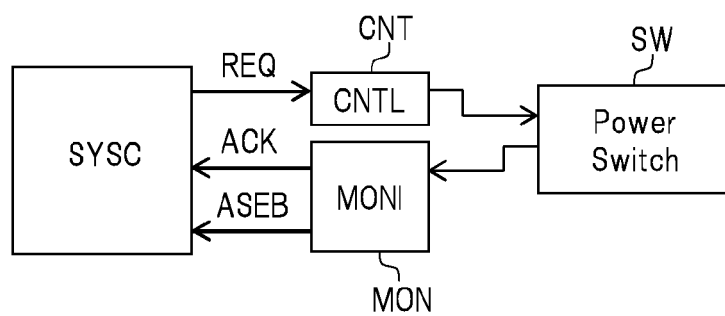 CNT
SW
REQ
CNTL
SYSC
ACK
ASEB
MONI
Power
Switch
MON